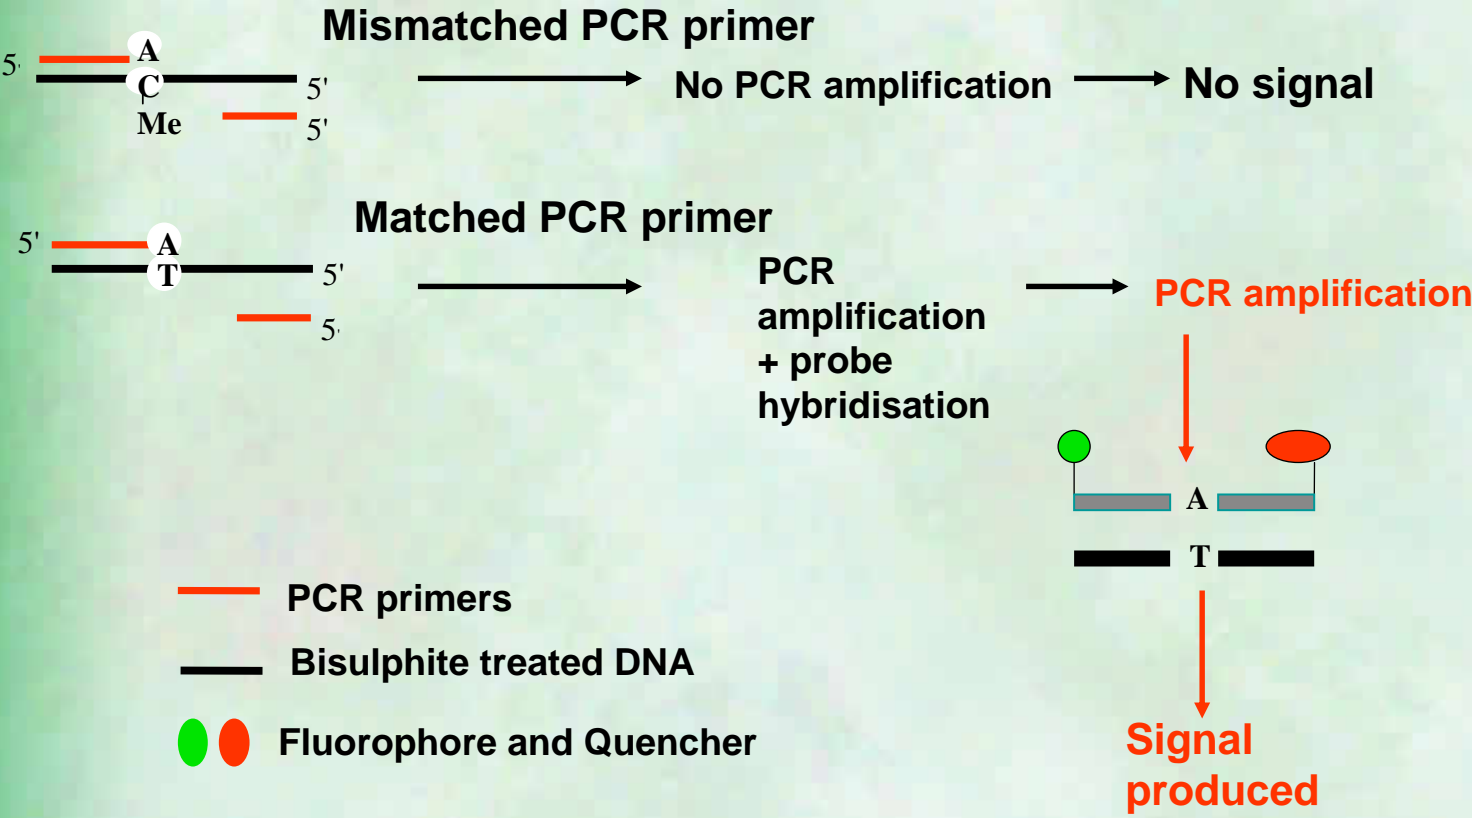 Mismatched PCR primer
5'
A
C
Me
5'
5'
No PCR amplification
No signal
Matched PCR primer
5'
A
T
5'
5'
PCR
amplification
+ probe
hybridisation
PCR amplification
A
T
PCR primers
Bisulphite treated DNA
Fluorophore and Quencher
Signal
produced